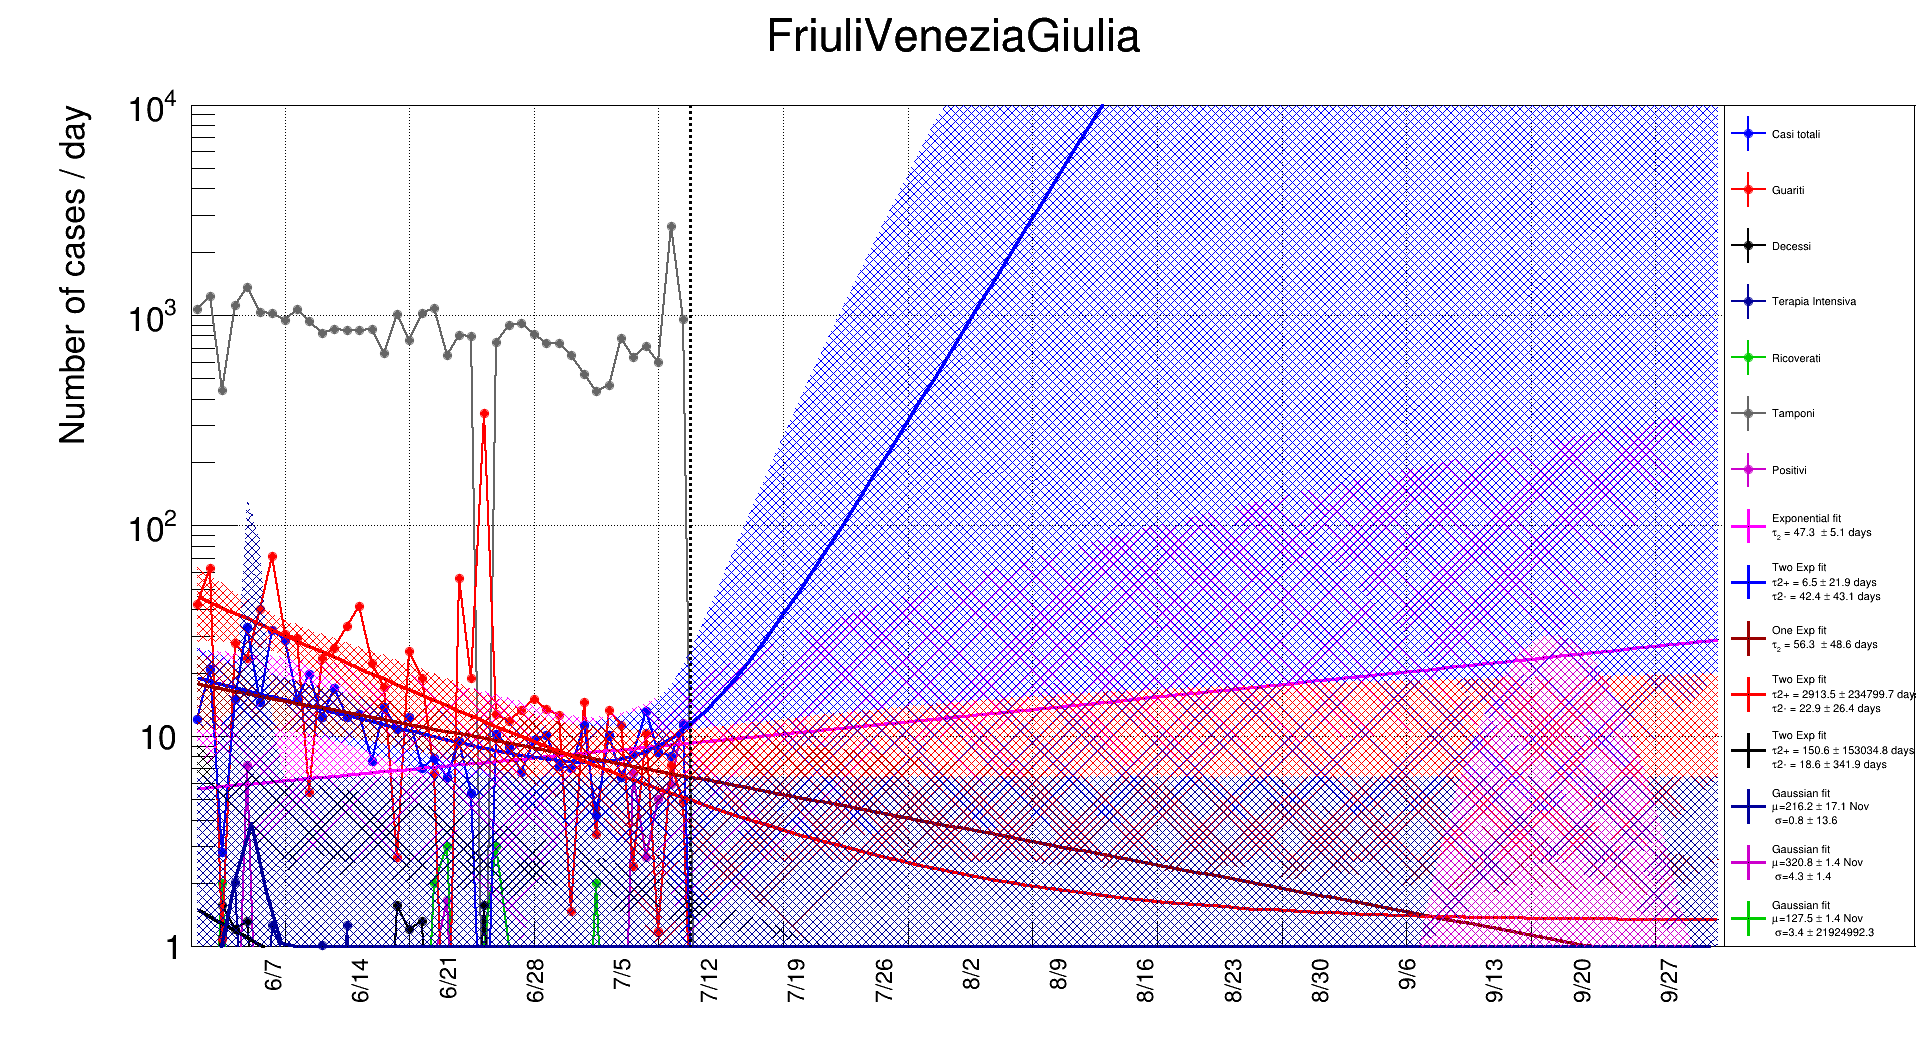 FriuliVeneziaGiulia
Number of cases / day
10^4
10^3
10^2
10
1
6/7
6/14
6/21
6/28
7/5
7/12
7/19
7/26
8/2
8/9
8/16
8/23
8/30
9/6
9/13
9/20
9/27
Casi totali
Guariti
Decessi
Terapia Intensiva
Ricoverati
Tamponi
Positivi
Exponential fit
τ₂ = 47.3 ± 5.1 days
Two Exp fit
τ2+ = 6.5 ± 21.9 days
τ2- = 42.4 ± 43.1 days
One Exp fit
τ₂ = 56.3 ± 48.6 days
Two Exp fit
τ2+ = 2913.5 ± 234799.7 day
τ2- = 22.9 ± 26.4 days
Two Exp fit
τ2+ = 150.6 ± 153034.8 days
τ2- = 18.6 ± 341.9 days
Gaussian fit
μ=216.2 ± 17.1 Nov
σ=0.8 ± 13.6
Gaussian fit
μ=320.8 ± 1.4 Nov
σ=4.3 ± 1.4
Gaussian fit
μ=127.5 ± 1.4 Nov
σ=3.4 ± 21924992.3